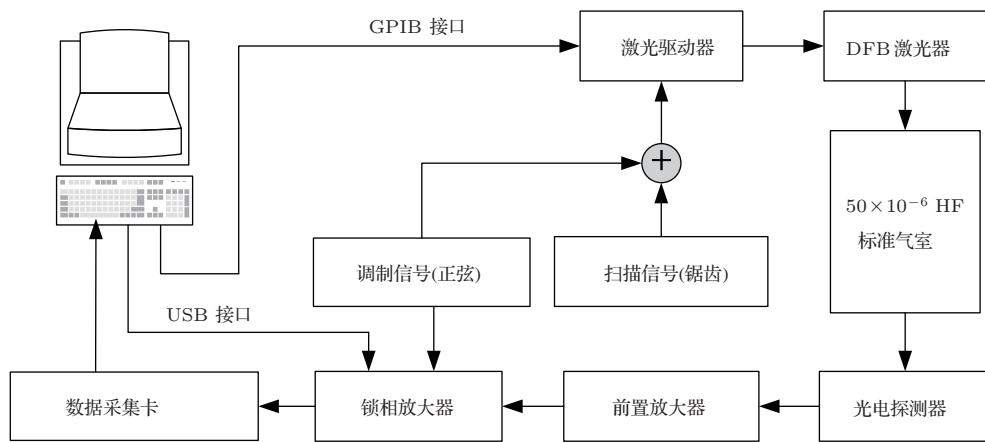 GPIB 接口
激光驱动器
DFB 激光器
+
50×10⁻⁶ HF
标准气室
调制信号(正弦)
扫描信号(锯齿)
USB 接口
数据采集卡
锁相放大器
前置放大器
光电探测器